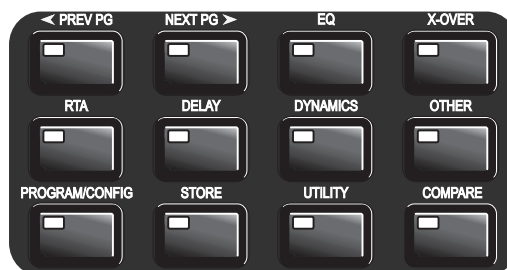 < PREV PG NEXT PG > EQ X-OVER
RTA DELAY DYNAMICS OTHER
PROGRAM/CONFIG STORE UTILITY COMPARE